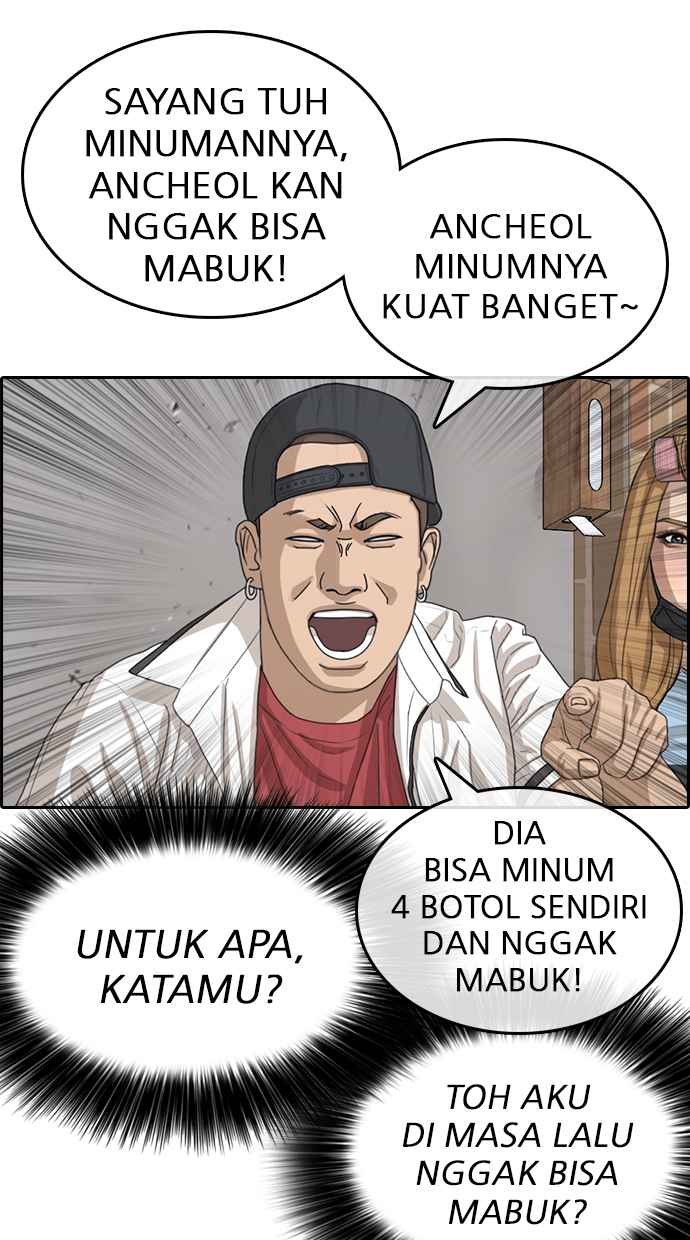 SAYANG TUH
MINUMANNYA,
ANCHEOL KAN
NGGAK BISA
MABUK!
ANCHEOL
MINUMNYA
KUAT BANGET~
DIA
BISA MINUM
4 BOTOL SENDIRI
DAN NGGAK
MABUK!
UNTUK APA,
KATAMU?
TOH AKU
DI MASA LALU
NGGAK BISA
MABUK?